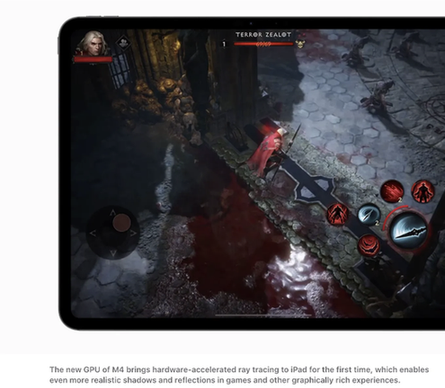 TERROR ZEALOT
1
The new GPU of M4 brings hardware-accelerated ray tracing to iPad for the first time, which enables
even more realistic shadows and reflections in games and other graphically rich experiences.